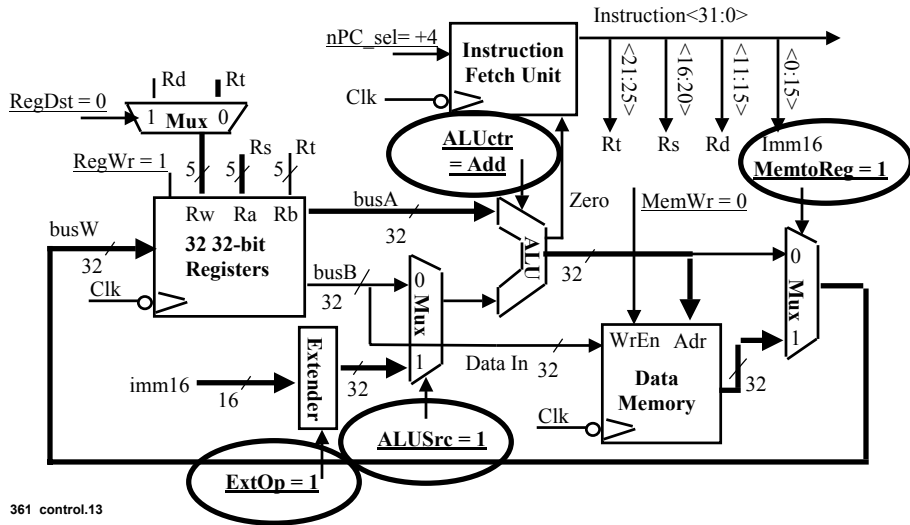 Instruction<31:0>
nPC_sel= +4
Instruction
Fetch Unit
<21:25>
<16:20>
<11:15>
<0:15>
Rd
Rt
Clk
RegDst = 0
1 Mux 0
ALUctr
= Add
Rt
Rs
Rd
Imm16
MemtoReg = 1
RegWr = 1
5
5
Rs
5
Rt
Zero
MemWr = 0
busA
Rw
Ra
Rb
32
busW
32
32 32-bit
Registers
ALU
32
0
Mux
1
busB
32
0
Mux
1
Clk
WrEn
Adr
Extender
32
Data In
32
32
imm16
16
Data
Memory
Clk
ALUSrc = 1
ExtOp = 1
361 control.13